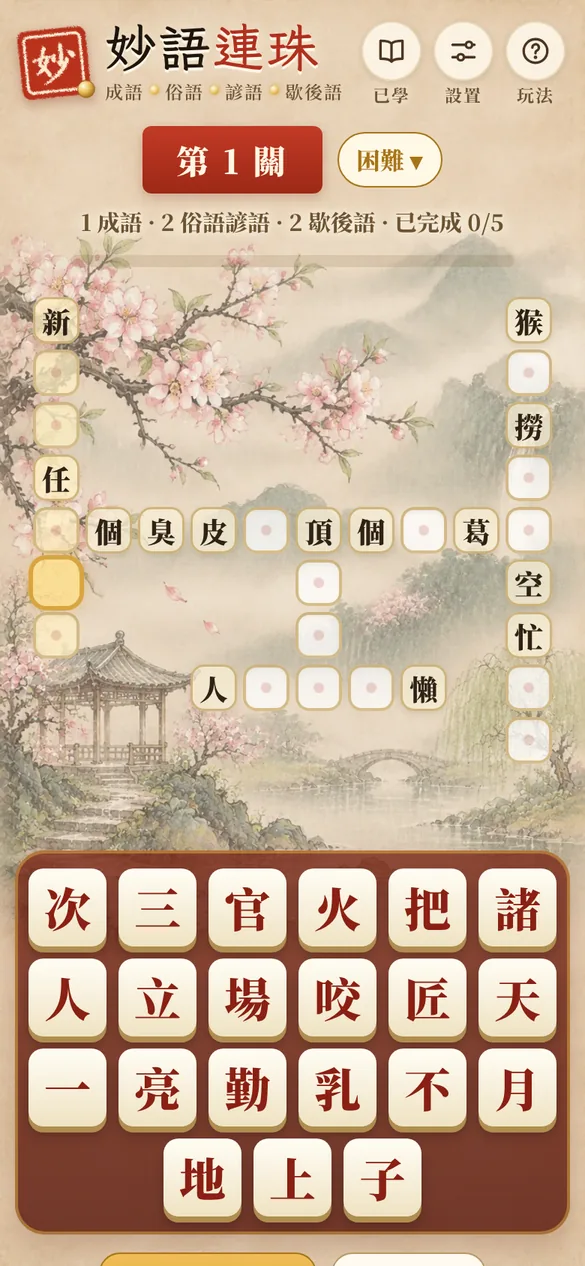 妙
妙語連珠
成語 俗語 諺語 歇後語
已學 設置 玩法
第 1 關
困難 ▼
1 成語 · 2 俗語諺語 · 2 歇後語 · 已完成 0/5
新 猴
撈
任
個 臭 皮 頂 個 葛
空
忙
人 懶
次 三 官 火 把 諸
人 立 場 咬 匠 天
一 亮 勤 乳 不 月
地 上 子